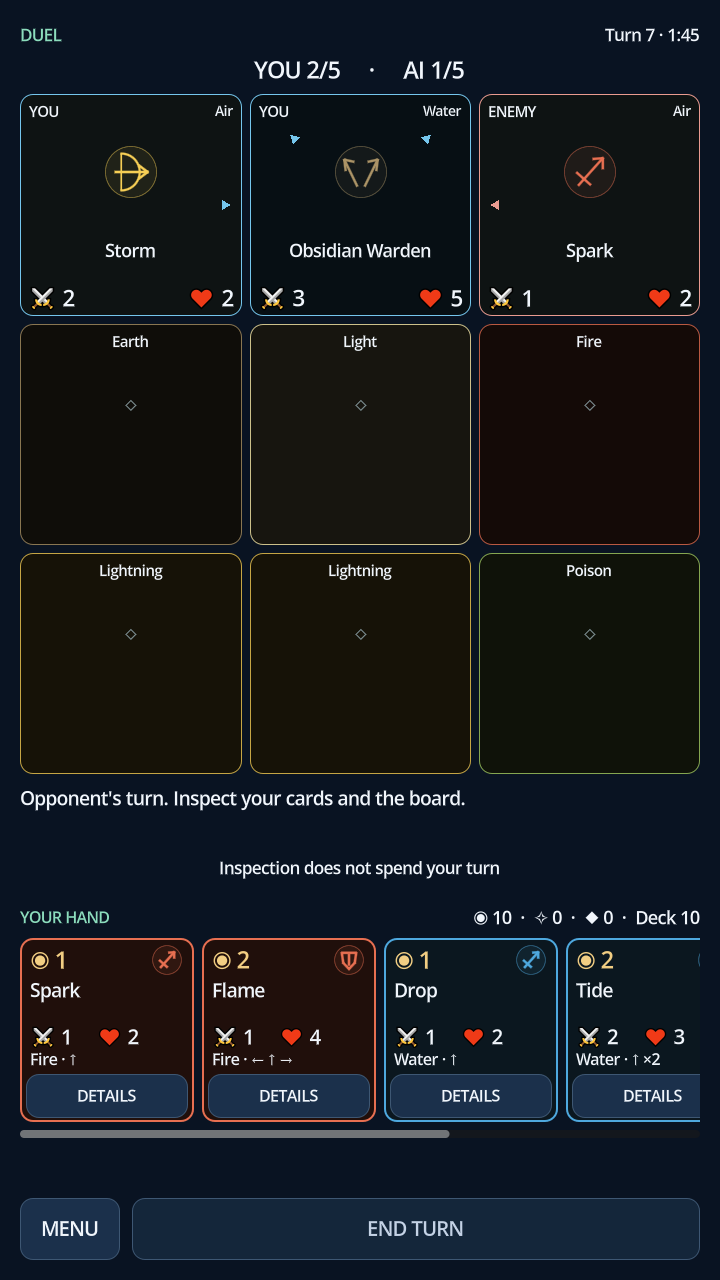 DUEL
Turn 7 · 1:45
YOU 2/5 · AI 1/5
YOU Air
Storm
2 2
YOU Water
Obsidian Warden
3 5
ENEMY Air
Spark
1 2
Earth
Light
Fire
Lightning
Lightning
Poison
Opponent's turn. Inspect your cards and the board.
Inspection does not spend your turn
YOUR HAND
◉ 10 · ✧ 0 · ◆ 0 · Deck 10
◉ 1
Spark
1 2
Fire · ↑
DETAILS
◉ 2
Flame
1 4
Fire · ← ↑ →
DETAILS
◉ 1
Drop
1 2
Water · ↑
DETAILS
◉ 2
Tide
2 3
Water · ↑ ×2
DETAILS
MENU
END TURN